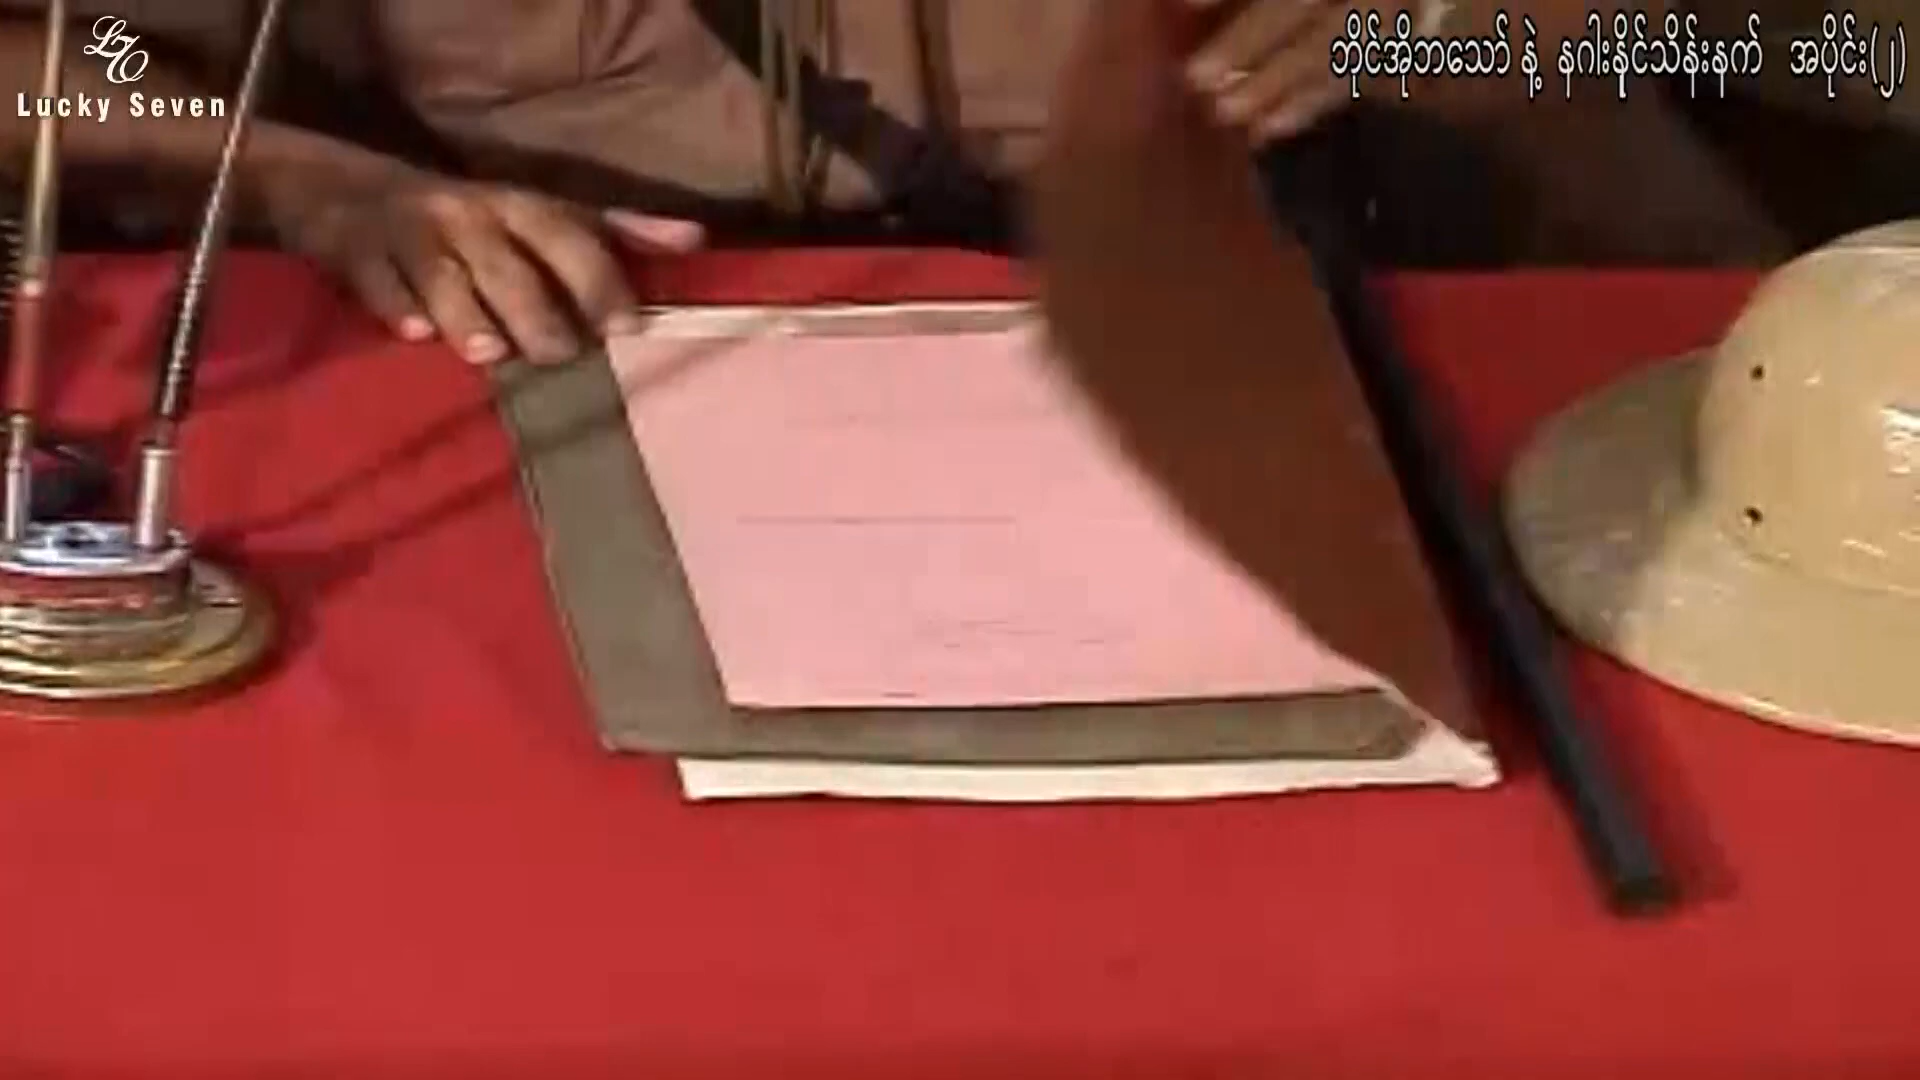 Lucky Seven
ဘိုင်အိုဘသော် နဲ့ နဂါးနိုင်သိန်းနက် အပိုင်း(၂)